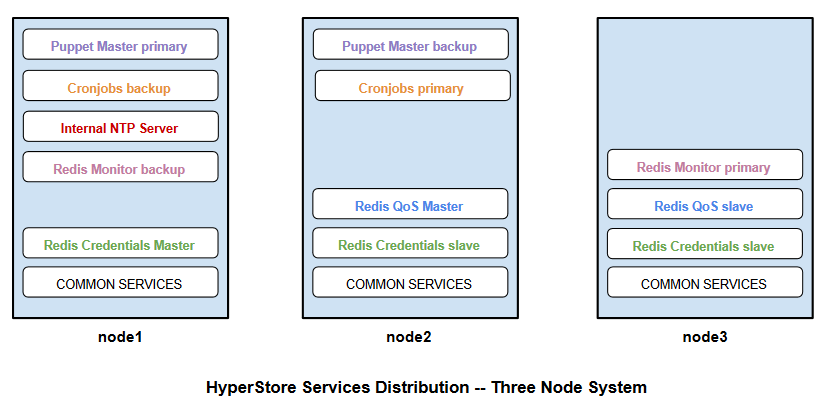 Puppet Master primary
Cronjobs backup
Internal NTP Server
Redis Monitor backup
Redis Credentials Master
COMMON SERVICES
node1
Puppet Master backup
Cronjobs primary
Redis QoS Master
Redis Credentials slave
COMMON SERVICES
node2
Redis Monitor primary
Redis QoS slave
Redis Credentials slave
COMMON SERVICES
node3
HyperStore Services Distribution -- Three Node System